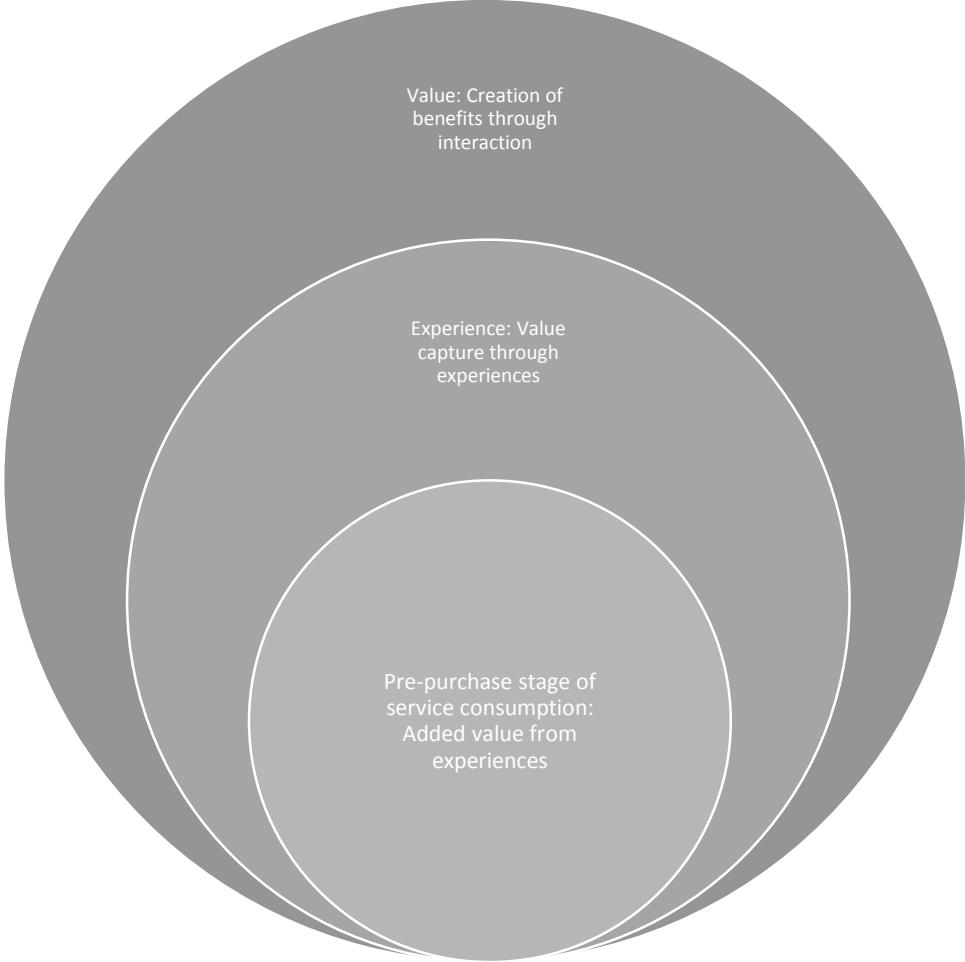 Value: Creation of
benefits through
interaction
Experience: Value
capture through
experiences
Pre-purchase stage of
service consumption:
Added value from
experiences